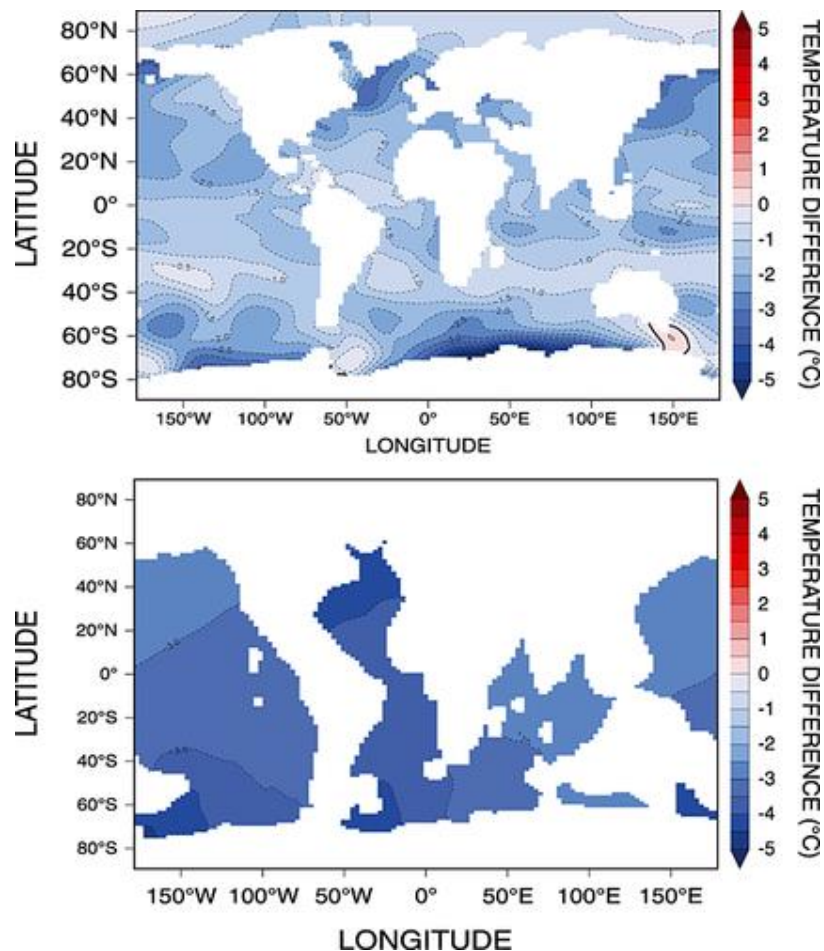 80°N
60°N
40°N
20°N
0°
20°S
40°S
60°S
80°S
LATITUDE
150°W 100°W 50°W 0° 50°E 100°E 150°E
LONGITUDE
5
4
3
2
1
0
-1
-2
-3
-4
-5
TEMPERATURE DIFFERENCE (°C)
80°N
60°N
40°N
20°N
0°
20°S
40°S
60°S
80°S
LATITUDE
150°W 100°W 50°W 0° 50°E 100°E 150°E
LONGITUDE
5
4
3
2
1
0
-1
-2
-3
-4
-5
TEMPERATURE DIFFERENCE (°C)